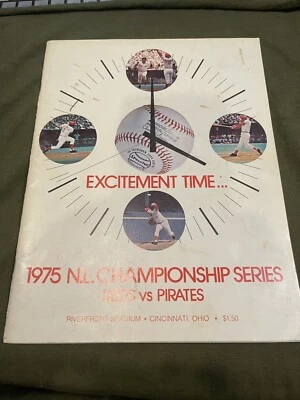 EXCITEMENT TIME...
1975 N.L. CHAMPIONSHIP SERIES
REDS vs PIRATES
RIVERFRONT STADIUM • CINCINNATI, OHIO • $1.50